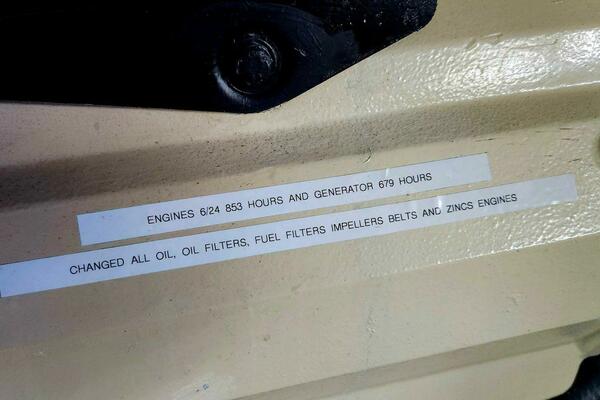 ENGINES 6/24 853 HOURS AND GENERATOR 679 HOURS
CHANGED ALL OIL, OIL FILTERS, FUEL FILTERS IMPELLERS BELTS AND ZINCS ENGINES